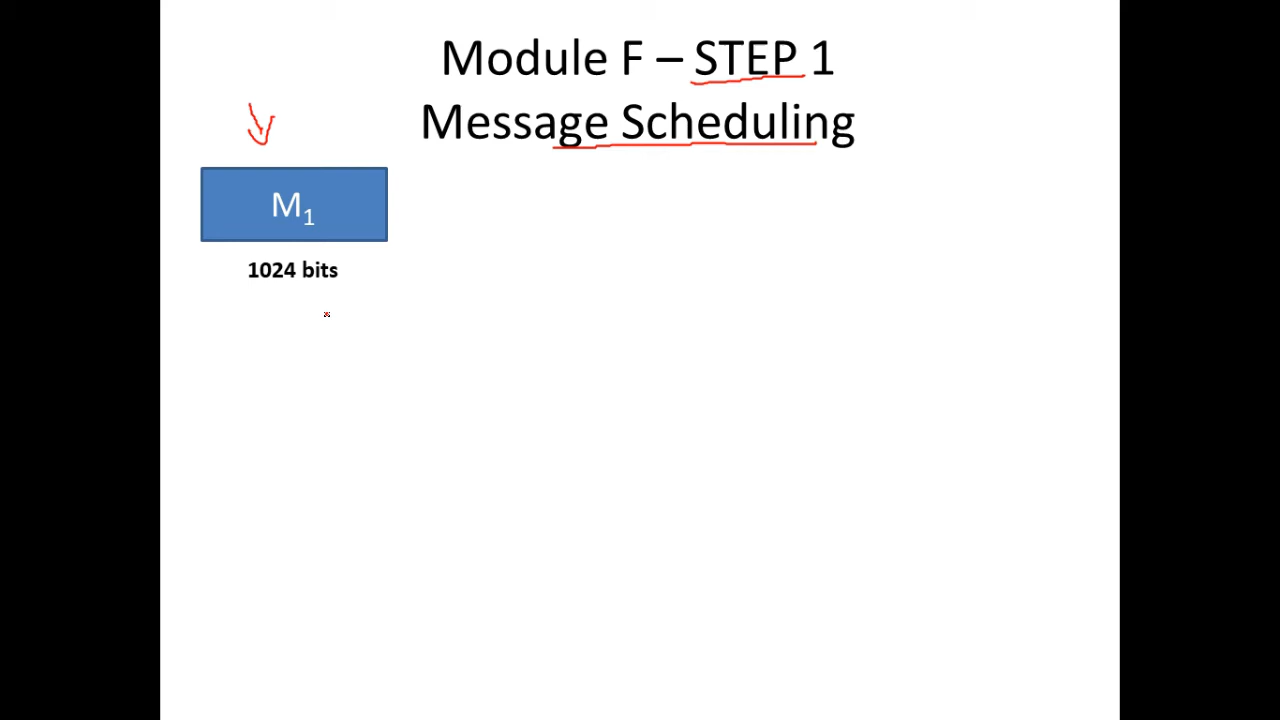 Module F – STEP 1
Message Scheduling
M₁
1024 bits